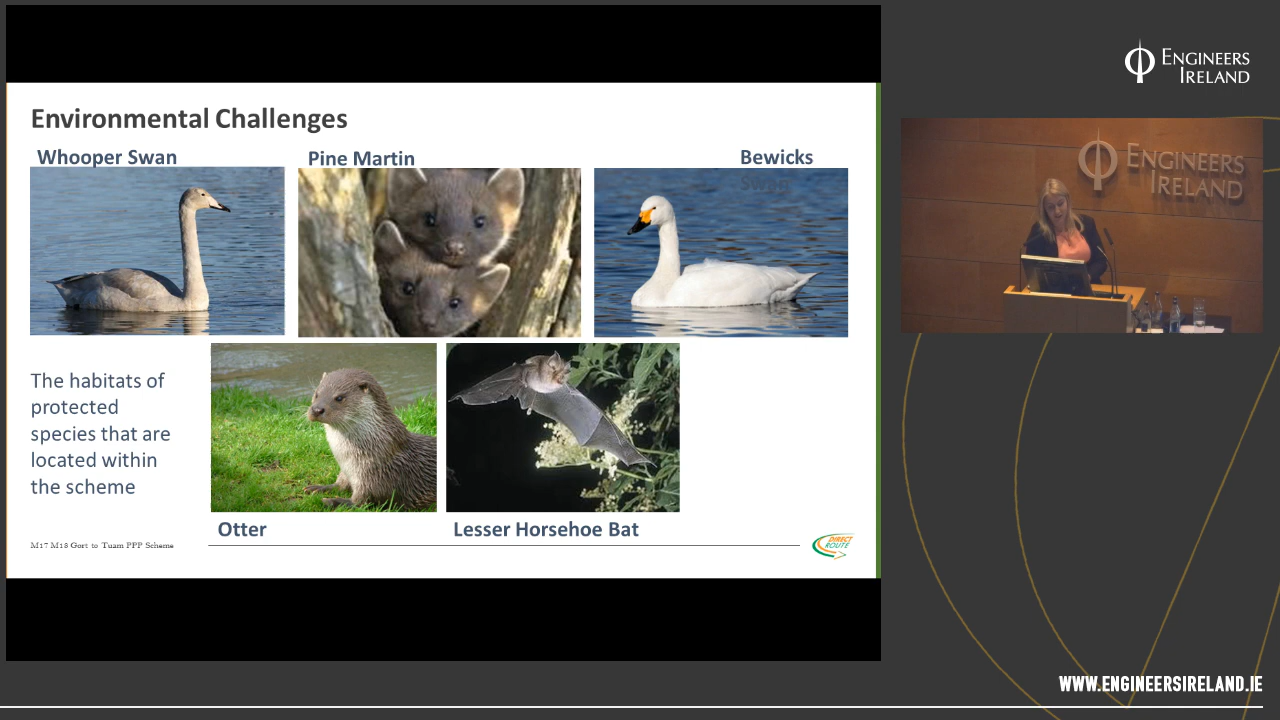 ENGINEERS
IRELAND
Environmental Challenges
Whooper Swan
Pine Martin
Bewicks
Swan
ENGINEERS
IRELAND
The habitats of
protected
species that are
located within
the scheme
Otter
Lesser Horsehoe Bat
M17 M18 Gort to Tuam PPP Scheme
DIRECT
ROUTE
WWW.ENGINEERSIRELAND.IE